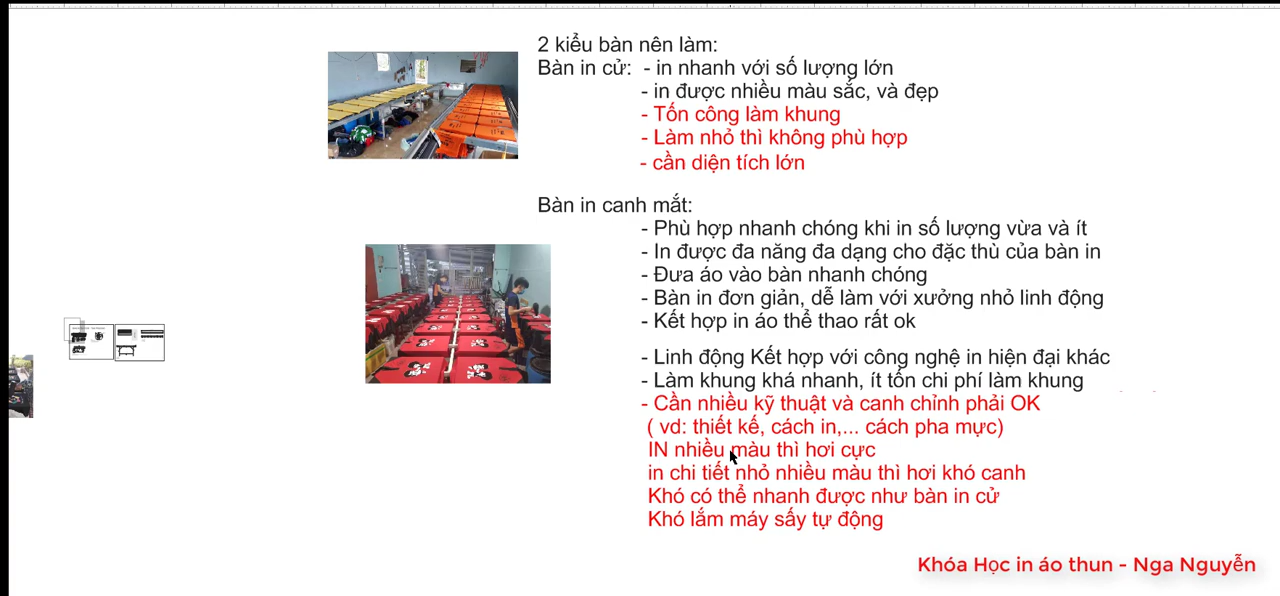 2 kiểu bàn nên làm:
Bàn in cử: - in nhanh với số lượng lớn
- in được nhiều màu sắc, và đẹp
- Tốn công làm khung
- Làm nhỏ thì không phù hợp
- cần diện tích lớn
Bàn in canh mắt:
- Phù hợp nhanh chóng khi in số lượng vừa và ít
- In được đa năng đa dạng cho đặc thù của bàn in
- Đưa áo vào bàn nhanh chóng
- Bàn in đơn giản, dễ làm với xưởng nhỏ linh động
- Kết hợp in áo thể thao rất ok
- Linh động Kết hợp với công nghệ in hiện đại khác
- Làm khung khá nhanh, ít tốn chi phí làm khung
- Cần nhiều kỹ thuật và canh chỉnh phải OK
( vd: thiết kế, cách in,... cách pha mực)
IN nhiều màu thì hơi cực
in chi tiết nhỏ nhiều màu thì hơi khó canh
Khó có thể nhanh được như bàn in cử
Khó lắm máy sấy tự động
Khóa Học in áo thun - Nga Nguyễn